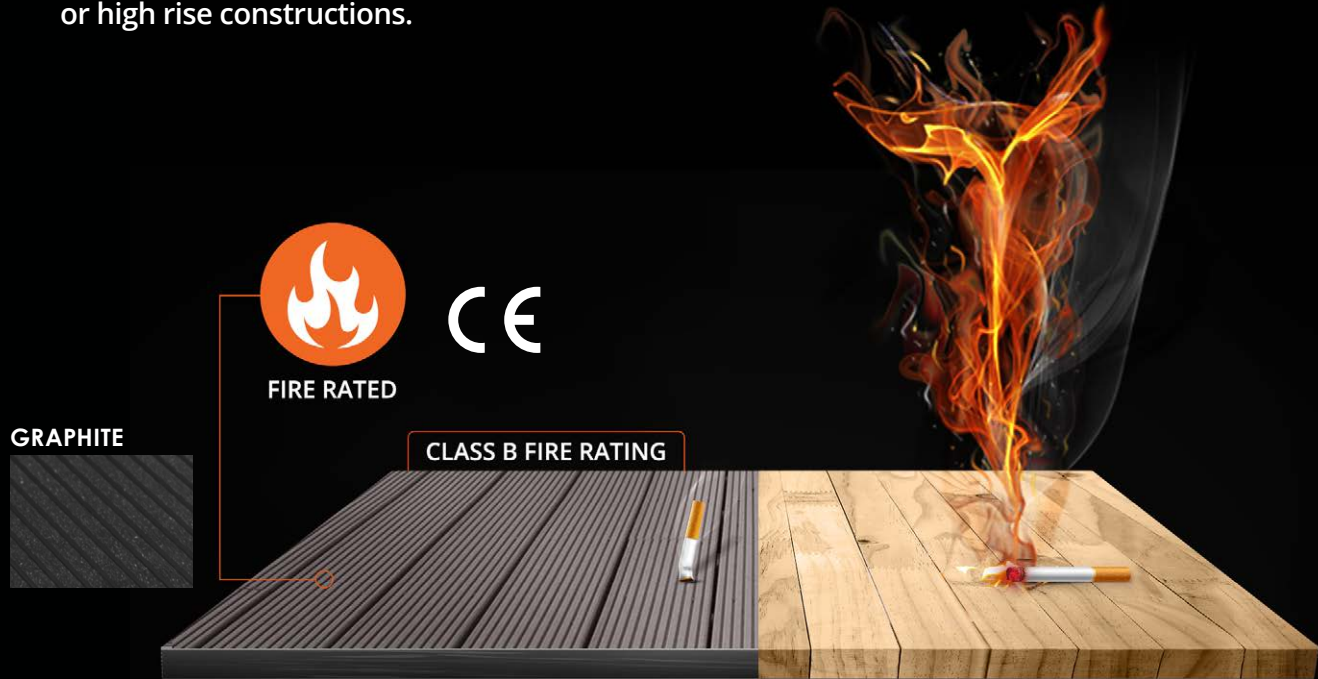 or high rise constructions.
CE
FIRE RATED
GRAPHITE
CLASS B FIRE RATING